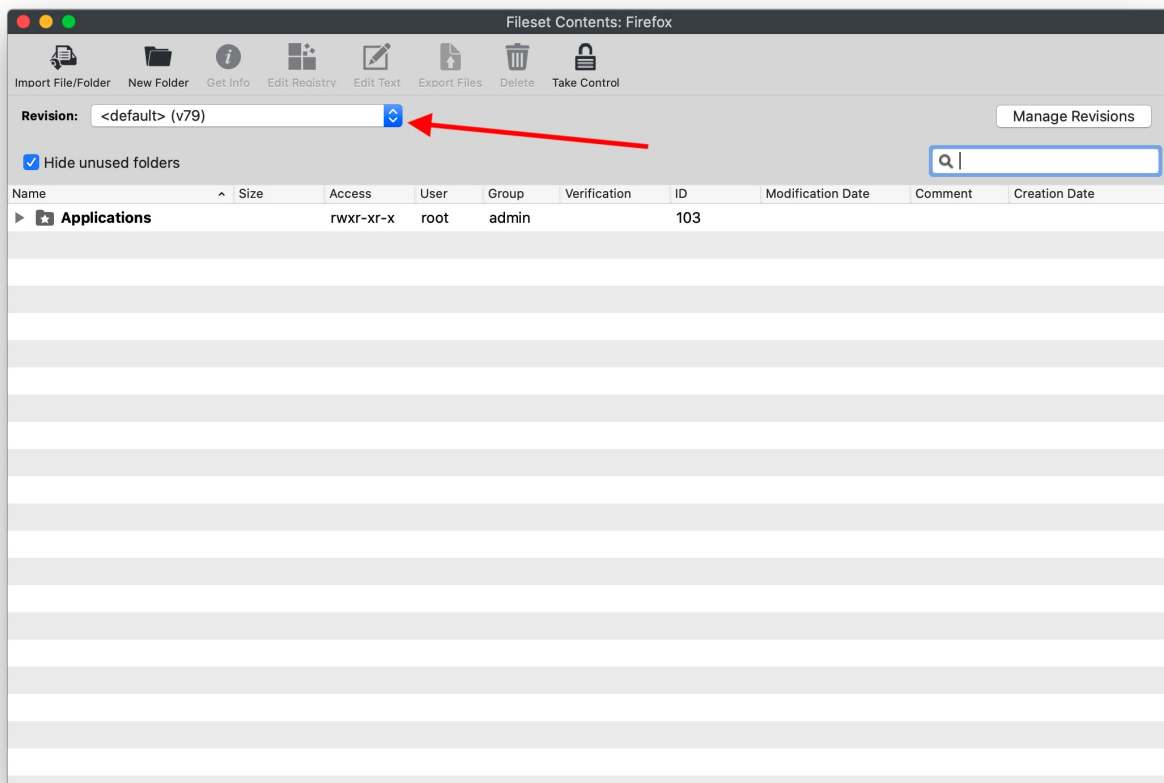 Fileset Contents: Firefox
Import File/Folder New Folder Get Info Edit Registry Edit Text Export Files Delete Take Control
Revision: <default> (v79) Manage Revisions
Hide unused folders
Name Size Access User Group Verification ID Modification Date Comment Creation Date
Applications rwxr-xr-x root admin 103